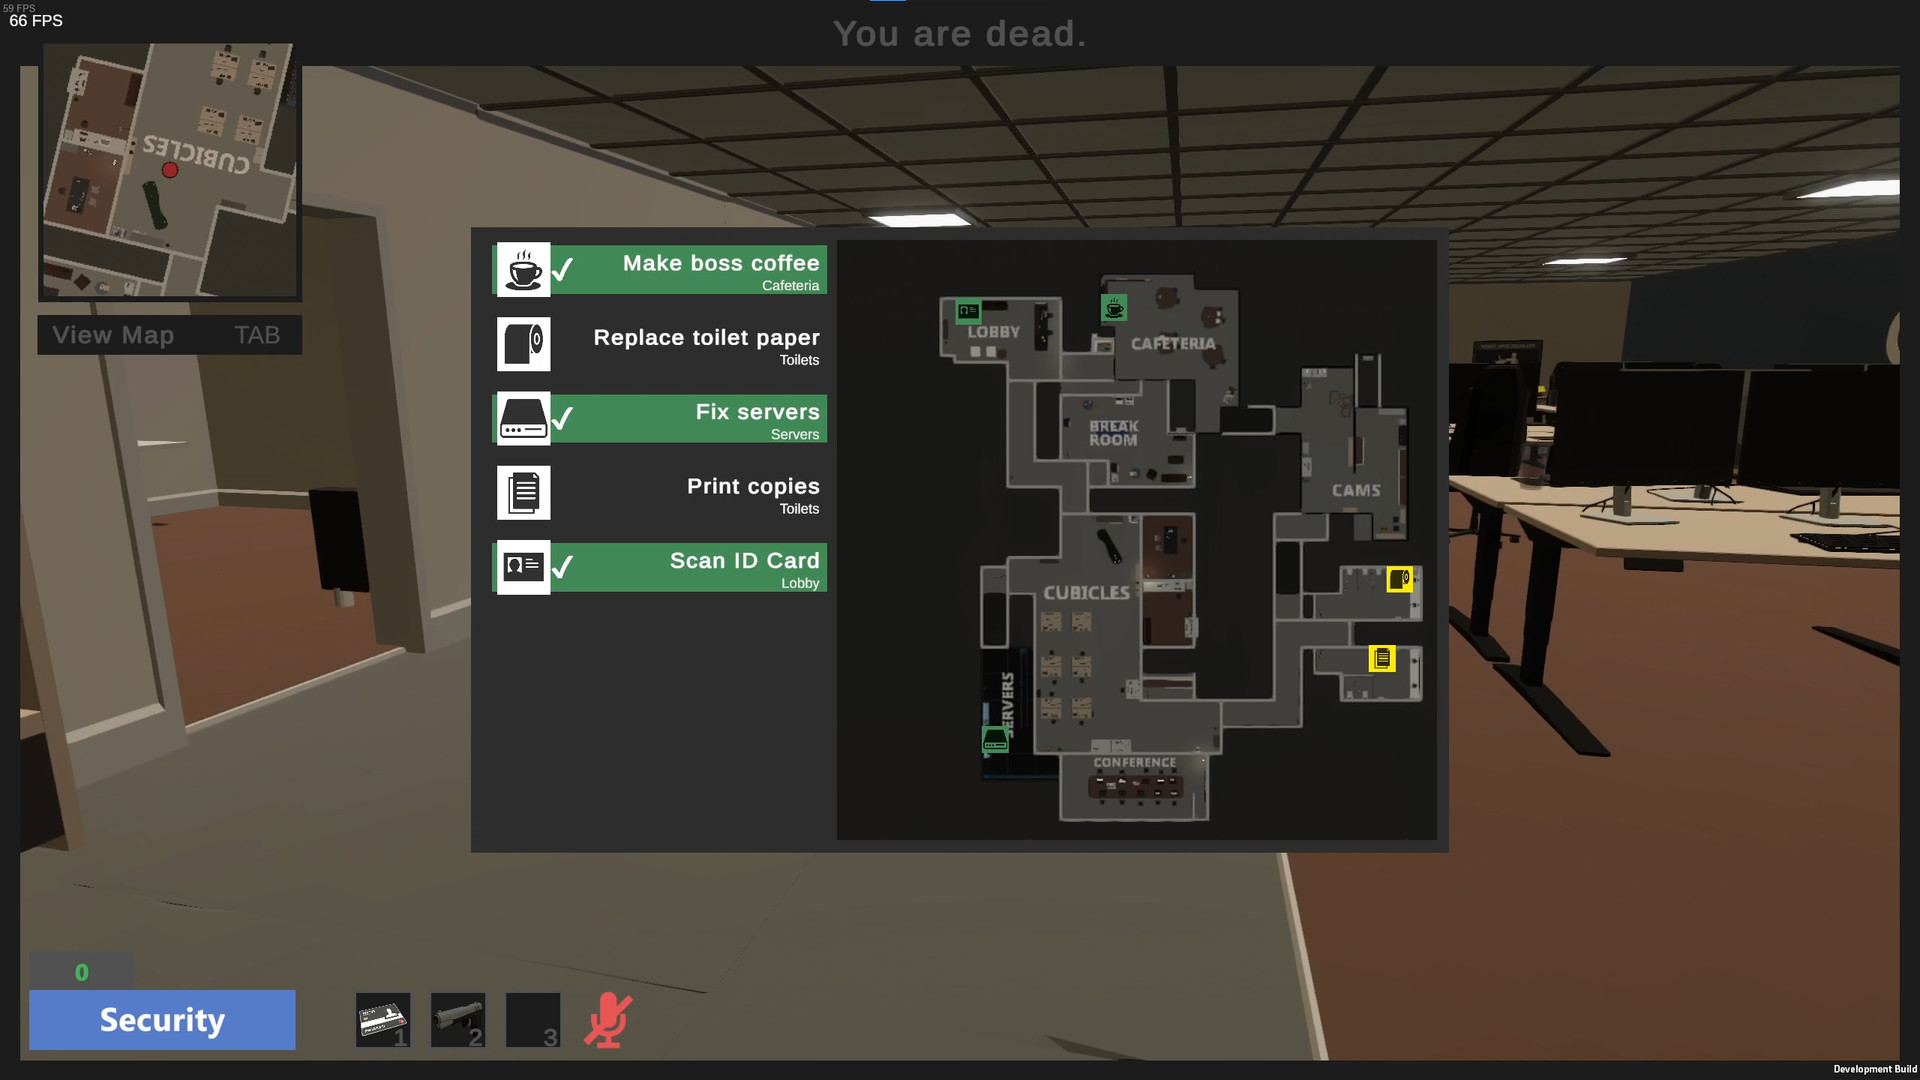 59 FPS
66 FPS
You are dead.
CUBICLES
View Map TAB
Make boss coffee
Cafeteria
Replace toilet paper
Toilets
Fix servers
Servers
Print copies
Toilets
Scan ID Card
Lobby
LOBBY
CAFETERIA
BREAK
ROOM
CAMS
CUBICLES
SERVERS
CONFERENCE
0
Security
1
2
3
Development Build